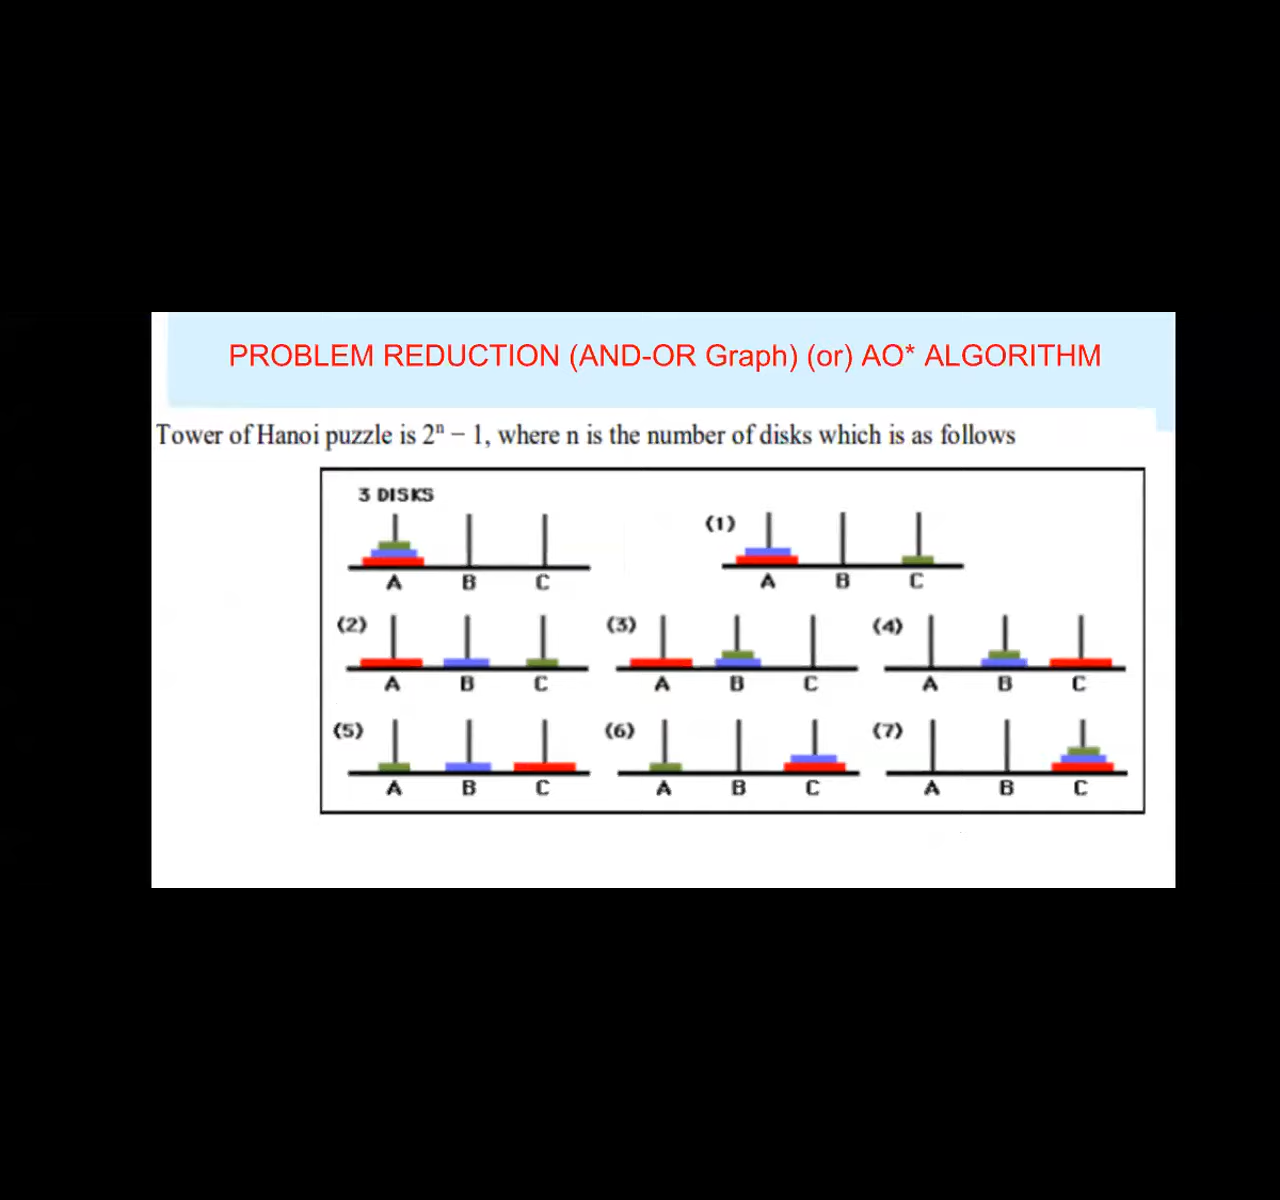 PROBLEM REDUCTION (AND-OR Graph) (or) AO* ALGORITHM
Tower of Hanoi puzzle is 2ⁿ − 1, where n is the number of disks which is as follows
3 DISKS
A B C
(1)
A B C
(2)
A B C
(3)
A B C
(4)
A B C
(5)
A B C
(6)
A B C
(7)
A B C